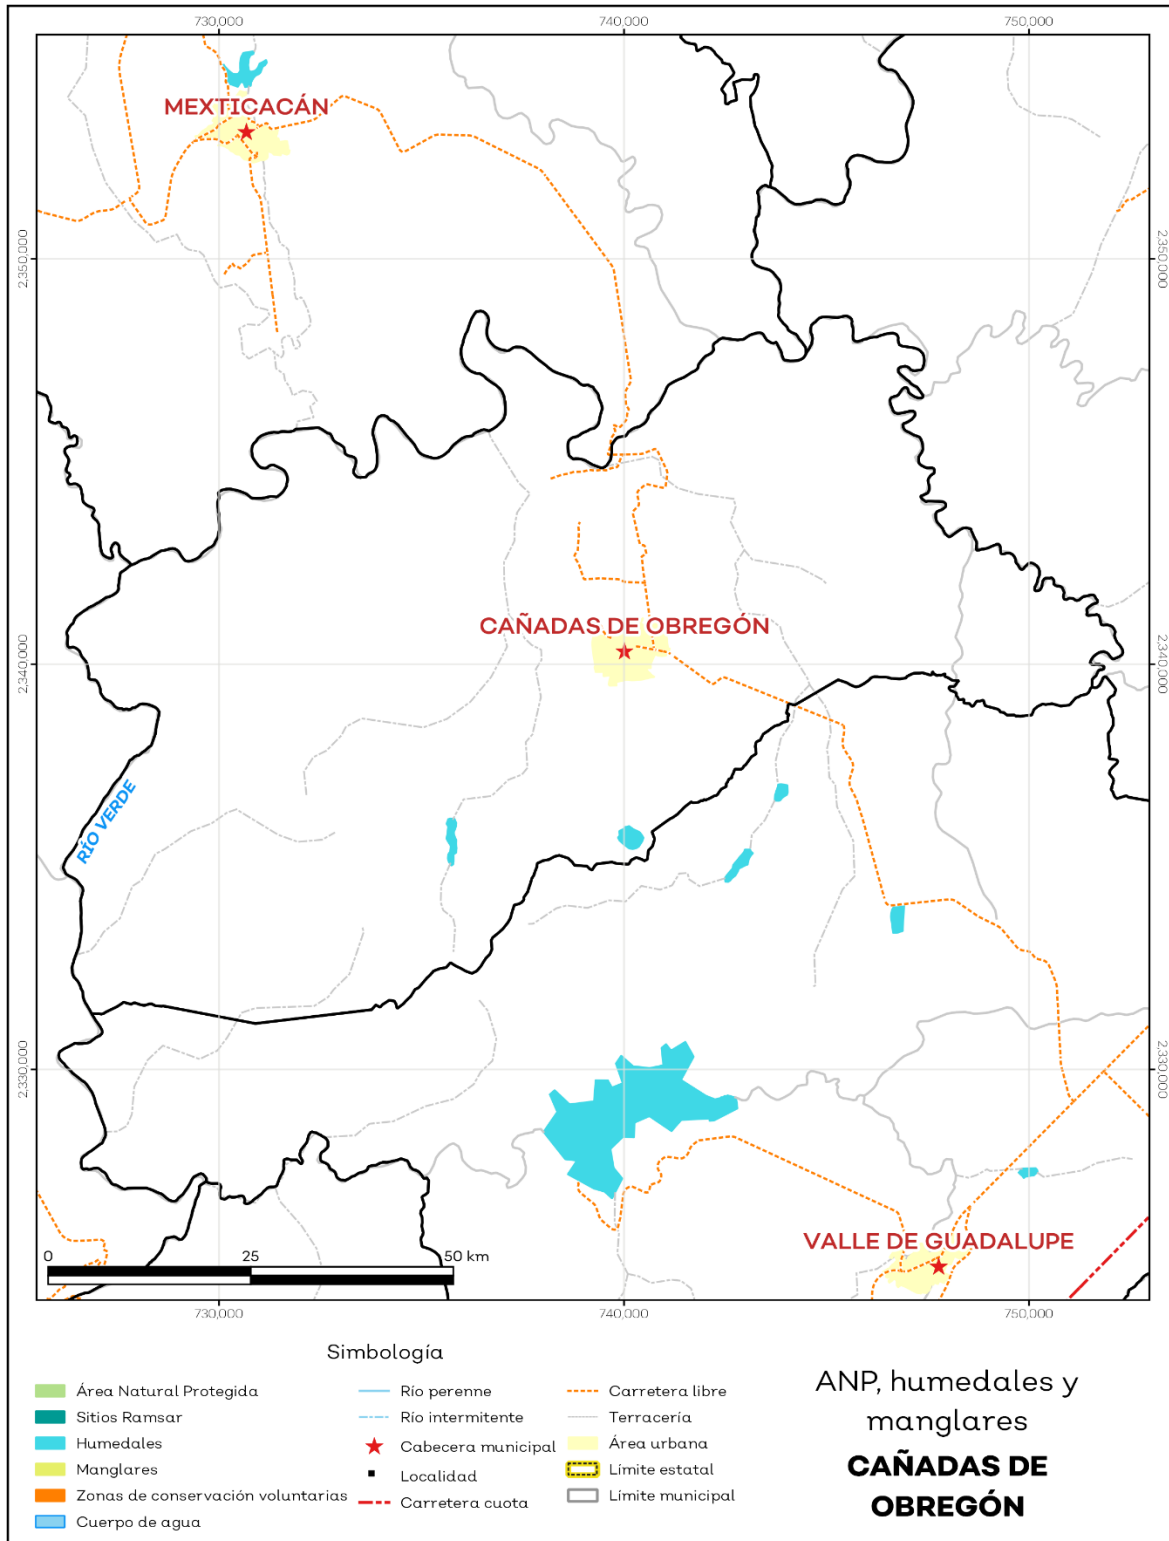 730,000
740,000
750,000
MEXTICACÁN
2,350,000
2,350,000
CAÑADAS DE OBREGÓN
2,340,000
2,340,000
RÍO VERDE
2,330,000
2,330,000
VALLE DE GUADALUPE
0
25
50 km
730,000
740,000
750,000
Simbología
Área Natural Protegida
Sitios Ramsar
Humedales
Manglares
Zonas de conservación voluntarias
Cuerpo de agua
Río perenne
Río intermitente
Cabecera municipal
Localidad
Carretera cuota
Carretera libre
Terracería
Área urbana
Límite estatal
Límite municipal
ANP, humedales y
manglares
CAÑADAS DE
OBREGÓN